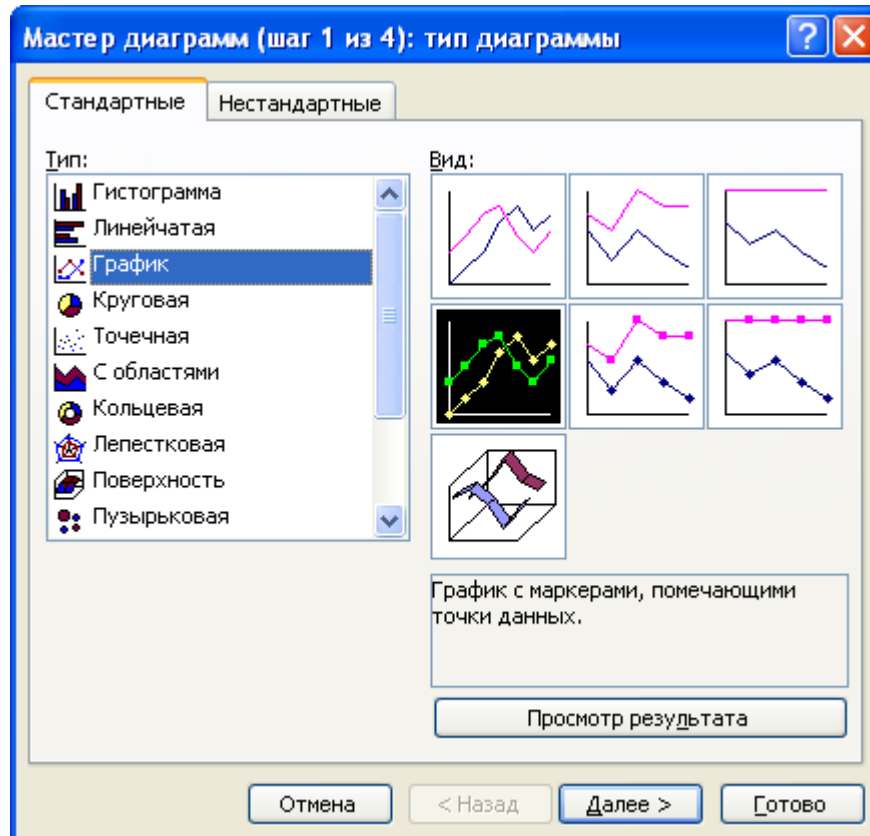 Мастер диаграмм (шаг 1 из 4): тип диаграммы
Стандартные
Нестандартные
Тип:
Гистограмма
Линейчатая
График
Круговая
Точечная
С областями
Кольцевая
Лепестковая
Поверхность
Пузырьковая
Вид:
График с маркерами, помечающими
точки данных.
Просмотр результата
Отмена
< Назад
Далее >
Готово